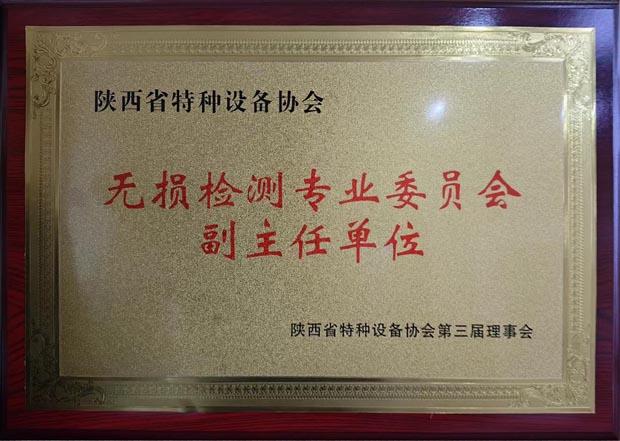 陕西省特种设备协会
无损检测专业委员会
副主任单位
陕西省特种设备协会第三届理事会